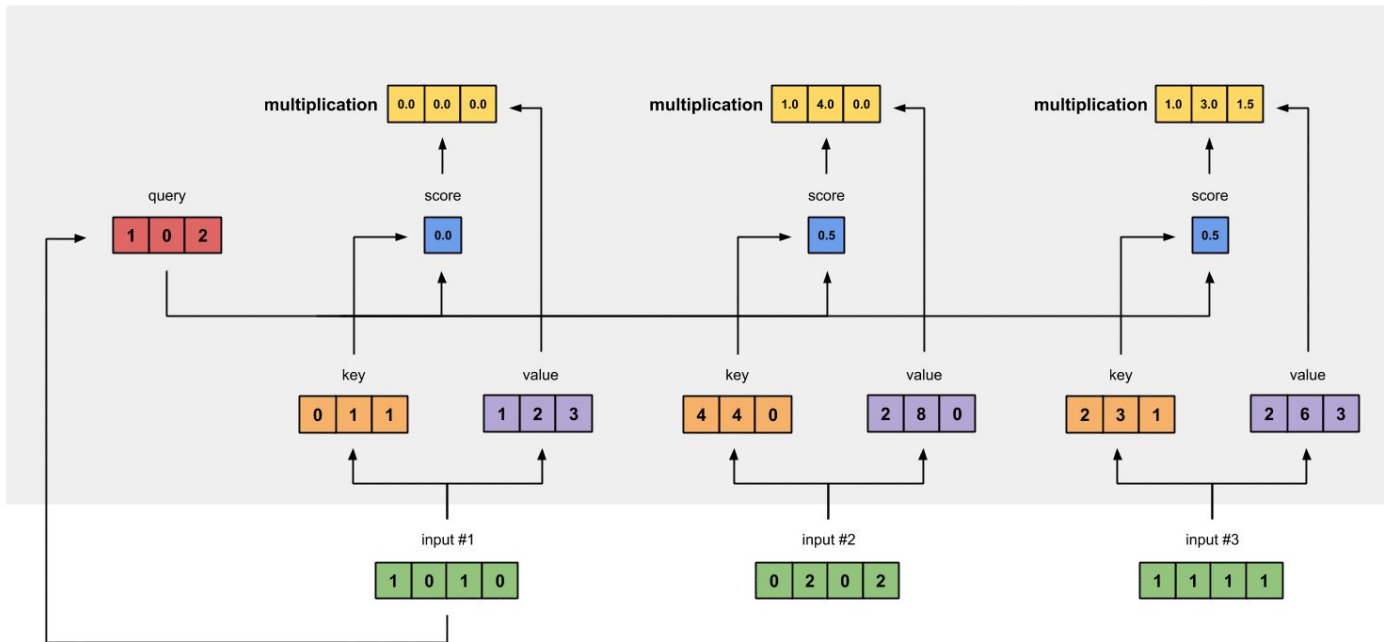 multiplication 0.0 0.0 0.0
multiplication 1.0 4.0 0.0
multiplication 1.0 3.0 1.5
query
score
score
score
1 0 2
0.0
0.5
0.5
key
value
key
value
key
value
0 1 1
1 2 3
4 4 0
2 8 0
2 3 1
2 6 3
input #1
input #2
input #3
1 0 1 0
0 2 0 2
1 1 1 1